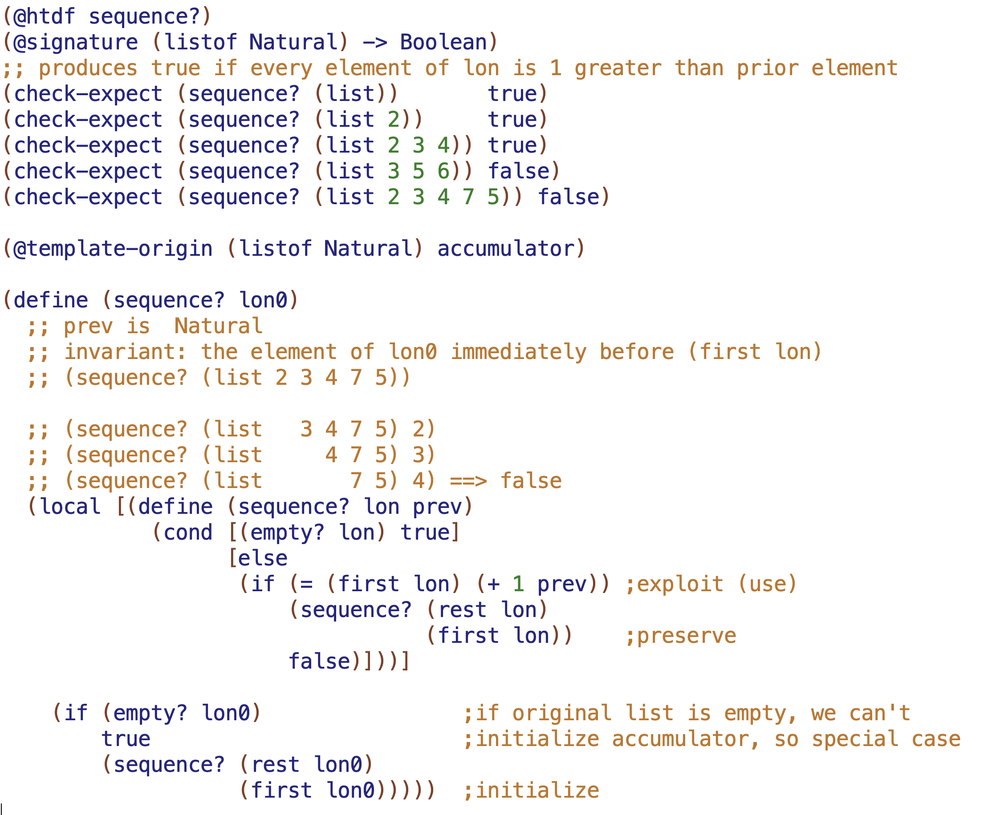 (@htdf sequence?)
(@signature (listof Natural) -> Boolean)
;; produces true if every element of lon is 1 greater than prior element
(check-expect (sequence? (list))       true)
(check-expect (sequence? (list 2))     true)
(check-expect (sequence? (list 2 3 4)) true)
(check-expect (sequence? (list 3 5 6)) false)
(check-expect (sequence? (list 2 3 4 7 5)) false)

(@template-origin (listof Natural) accumulator)

(define (sequence? lon0)
  ;; prev is  Natural
  ;; invariant: the element of lon0 immediately before (first lon)
  ;; (sequence? (list 2 3 4 7 5))

  ;; (sequence? (list   3 4 7 5) 2)
  ;; (sequence? (list     4 7 5) 3)
  ;; (sequence? (list       7 5) 4) ==> false
  (local [(define (sequence? lon prev)
            (cond [(empty? lon) true]
                  [else
                   (if (= (first lon) (+ 1 prev)) ;exploit (use)
                       (sequence? (rest lon)
                                  (first lon))    ;preserve
                       false)]))]

    (if (empty? lon0)                ;if original list is empty, we can't
        true                         ;initialize accumulator, so special case
        (sequence? (rest lon0)
                   (first lon0)))))  ;initialize